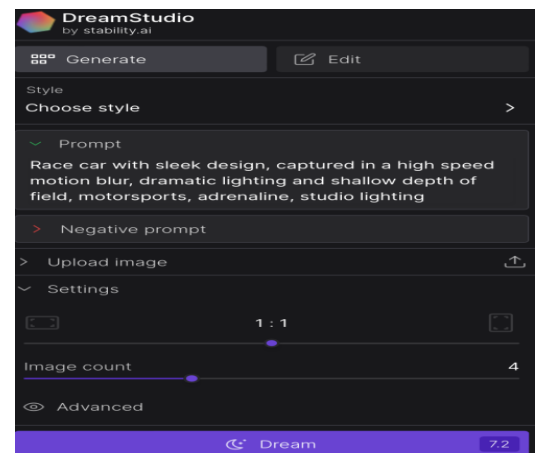 DreamStudio
by stability.ai
Generate
Edit
Style
Choose style
Prompt
Race car with sleek design, captured in a high speed
motion blur, dramatic lighting and shallow depth of
field, motorsports, adrenaline, studio lighting
Negative prompt
Upload image
Settings
1 : 1
Image count 4
Advanced
Dream 7.2